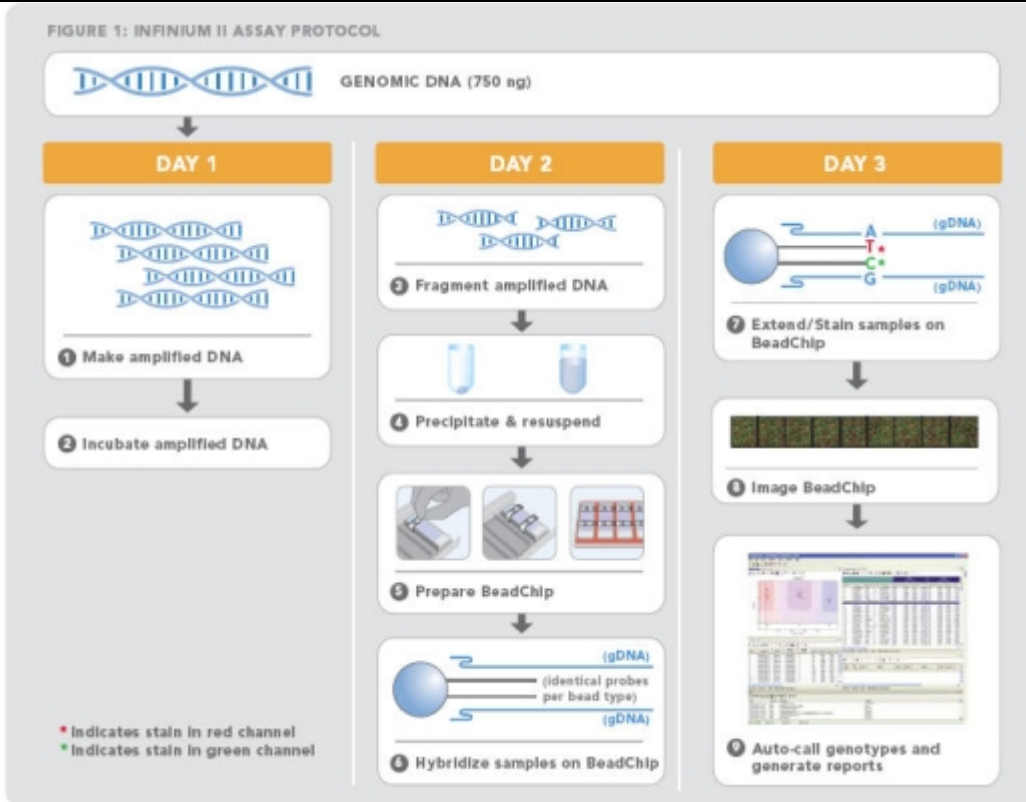 FIGURE 1: INFINIUM II ASSAY PROTOCOL
GENOMIC DNA (750 ng)
DAY 1
1 Make amplified DNA
2 Incubate amplified DNA
* Indicates stain in red channel
* Indicates stain in green channel
DAY 2
3 Fragment amplified DNA
4 Precipitate & resuspend
5 Prepare BeadChip
(gDNA)
(identical probes
per bead type)
(gDNA)
6 Hybridize samples on BeadChip
DAY 3
A (gDNA)
T*
C*
G (gDNA)
7 Extend/Stain samples on
BeadChip
8 Image BeadChip
9 Auto-call genotypes and
generate reports